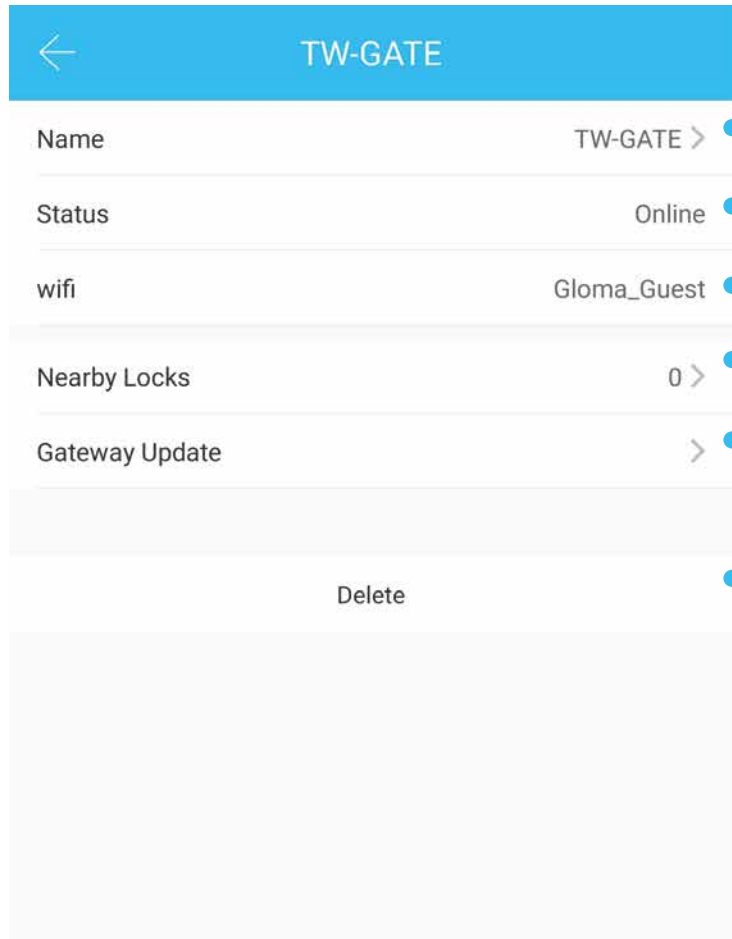 TW-GATE
Name TW-GATE
Status Online
wifi Gloma_Guest
Nearby Locks 0
Gateway Update
Delete